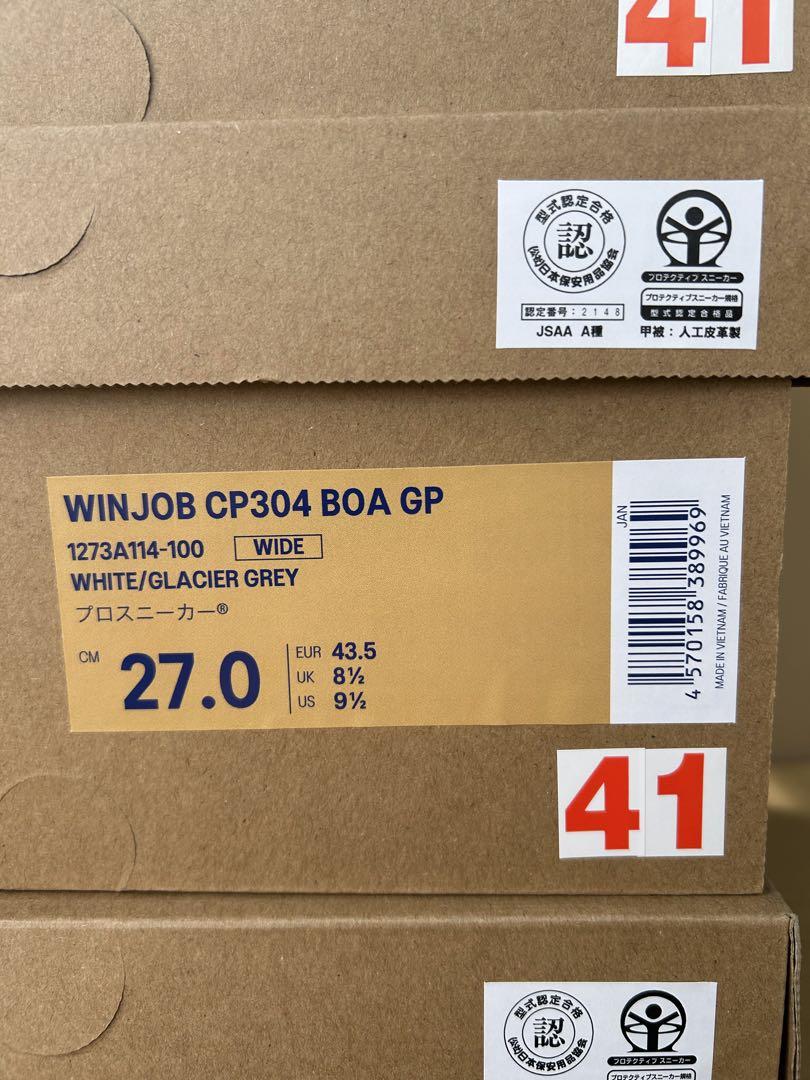 41
型式認定合格
認
(公社)日本保安用品協会
プロテクティブ スニーカー
プロテクティブスニーカー規格
型式認定合格品
認定番号：2148
JSAA A種
甲被：人工皮革製
WINJOB CP304 BOA GP
1273A114-100 WIDE
WHITE/GLACIER GREY
プロスニーカー®
CM 27.0
EUR 43.5
UK 8½
US 9½
JAN
4 570158 389969
MADE IN VIETNAM / FABRIQUE AU VIETNAM
41
型式認定合格
認
(公社)日本保安用品協会
プロテクティブ スニーカー
プロテクティブスニーカー規格